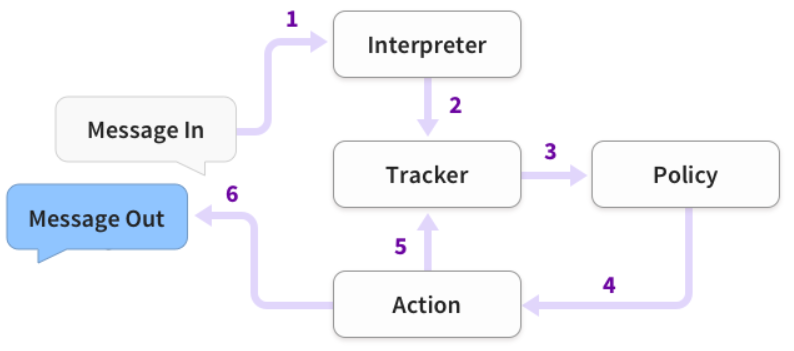 1
Interpreter
2
Message In
3
Tracker
Policy
6
Message Out
5
4
Action